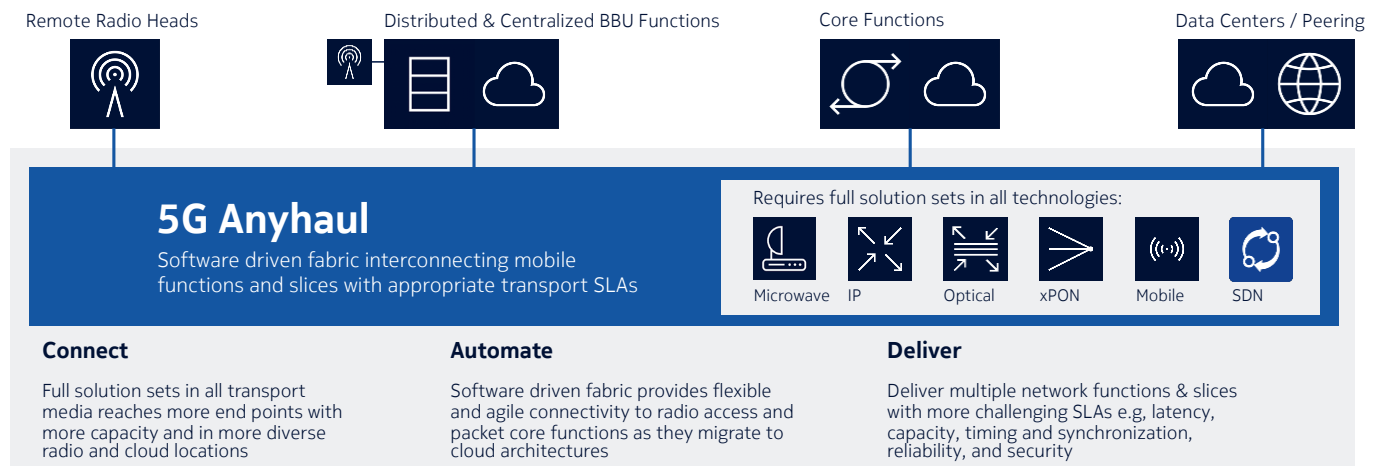 Remote Radio Heads
Distributed & Centralized BBU Functions
Core Functions
Data Centers / Peering
5G Anyhaul
Software driven fabric interconnecting mobile
functions and slices with appropriate transport SLAs
Requires full solution sets in all technologies:
Microwave
IP
Optical
xPON
Mobile
SDN
Connect
Full solution sets in all transport
media reaches more end points with
more capacity and in more diverse
radio and cloud locations
Automate
Software driven fabric provides flexible
and agile connectivity to radio access and
packet core functions as they migrate to
cloud architectures
Deliver
Deliver multiple network functions & slices
with more challenging SLAs e.g, latency,
capacity, timing and synchronization,
reliability, and security